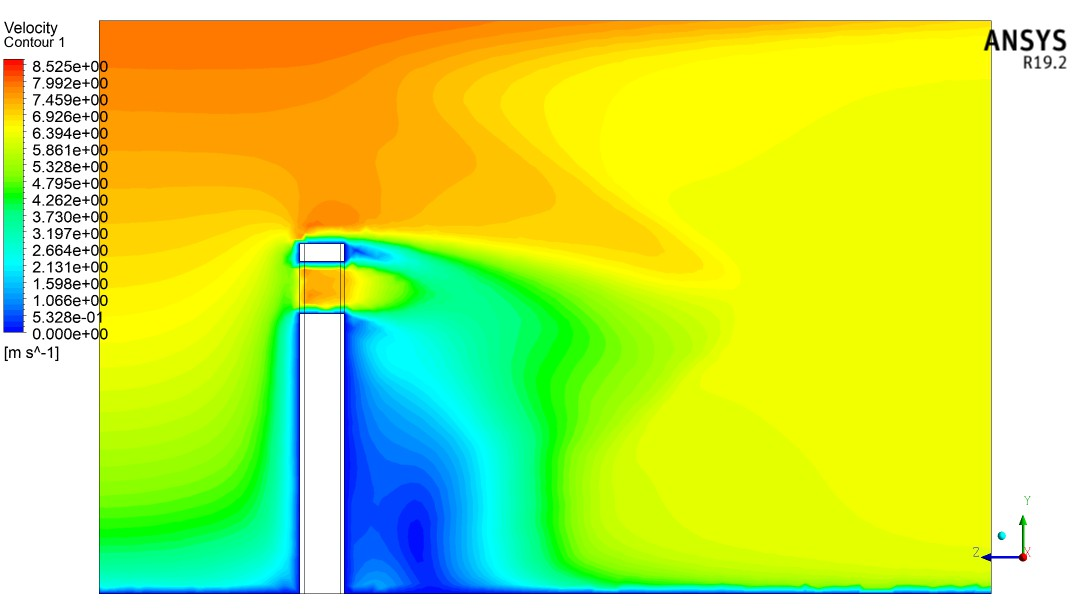 Velocity
Contour 1
8.525e+00
7.992e+00
7.459e+00
6.926e+00
6.394e+00
5.861e+00
5.328e+00
4.795e+00
4.262e+00
3.730e+00
3.197e+00
2.664e+00
2.131e+00
1.598e+00
1.066e+00
5.328e-01
0.000e+00
[m s^-1]
ANSYS
R19.2
Y
Z
X